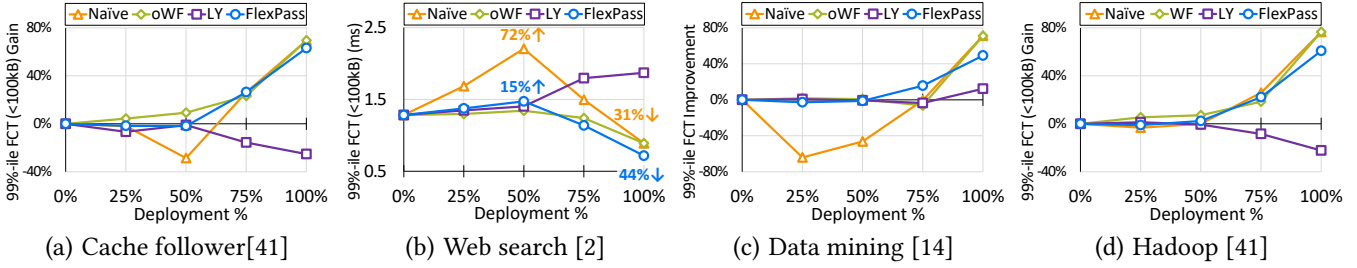 Naïve oWF LY FlexPass
99%-ile FCT (<100kB) Gain
80%
40%
0%
-40%
0% 25% 50% 75% 100%
Deployment %
(a) Cache follower[41]
Naïve oWF LY FlexPass
99%-ile FCT (<100kB) (ms)
2.5
1.5
0.5
72%↑
15%↑
31%↓
44%↓
0% 25% 50% 75% 100%
Deployment %
(b) Web search [2]
Naïve oWF LY FlexPass
99%-ile FCT Improvement
80%
40%
0%
-40%
-80%
0% 25% 50% 75% 100%
Deployment %
(c) Data mining [14]
Naïve WF LY FlexPass
99%-ile FCT (<100kB) Gain
80%
40%
0%
-40%
0% 25% 50% 75% 100%
Deployment %
(d) Hadoop [41]